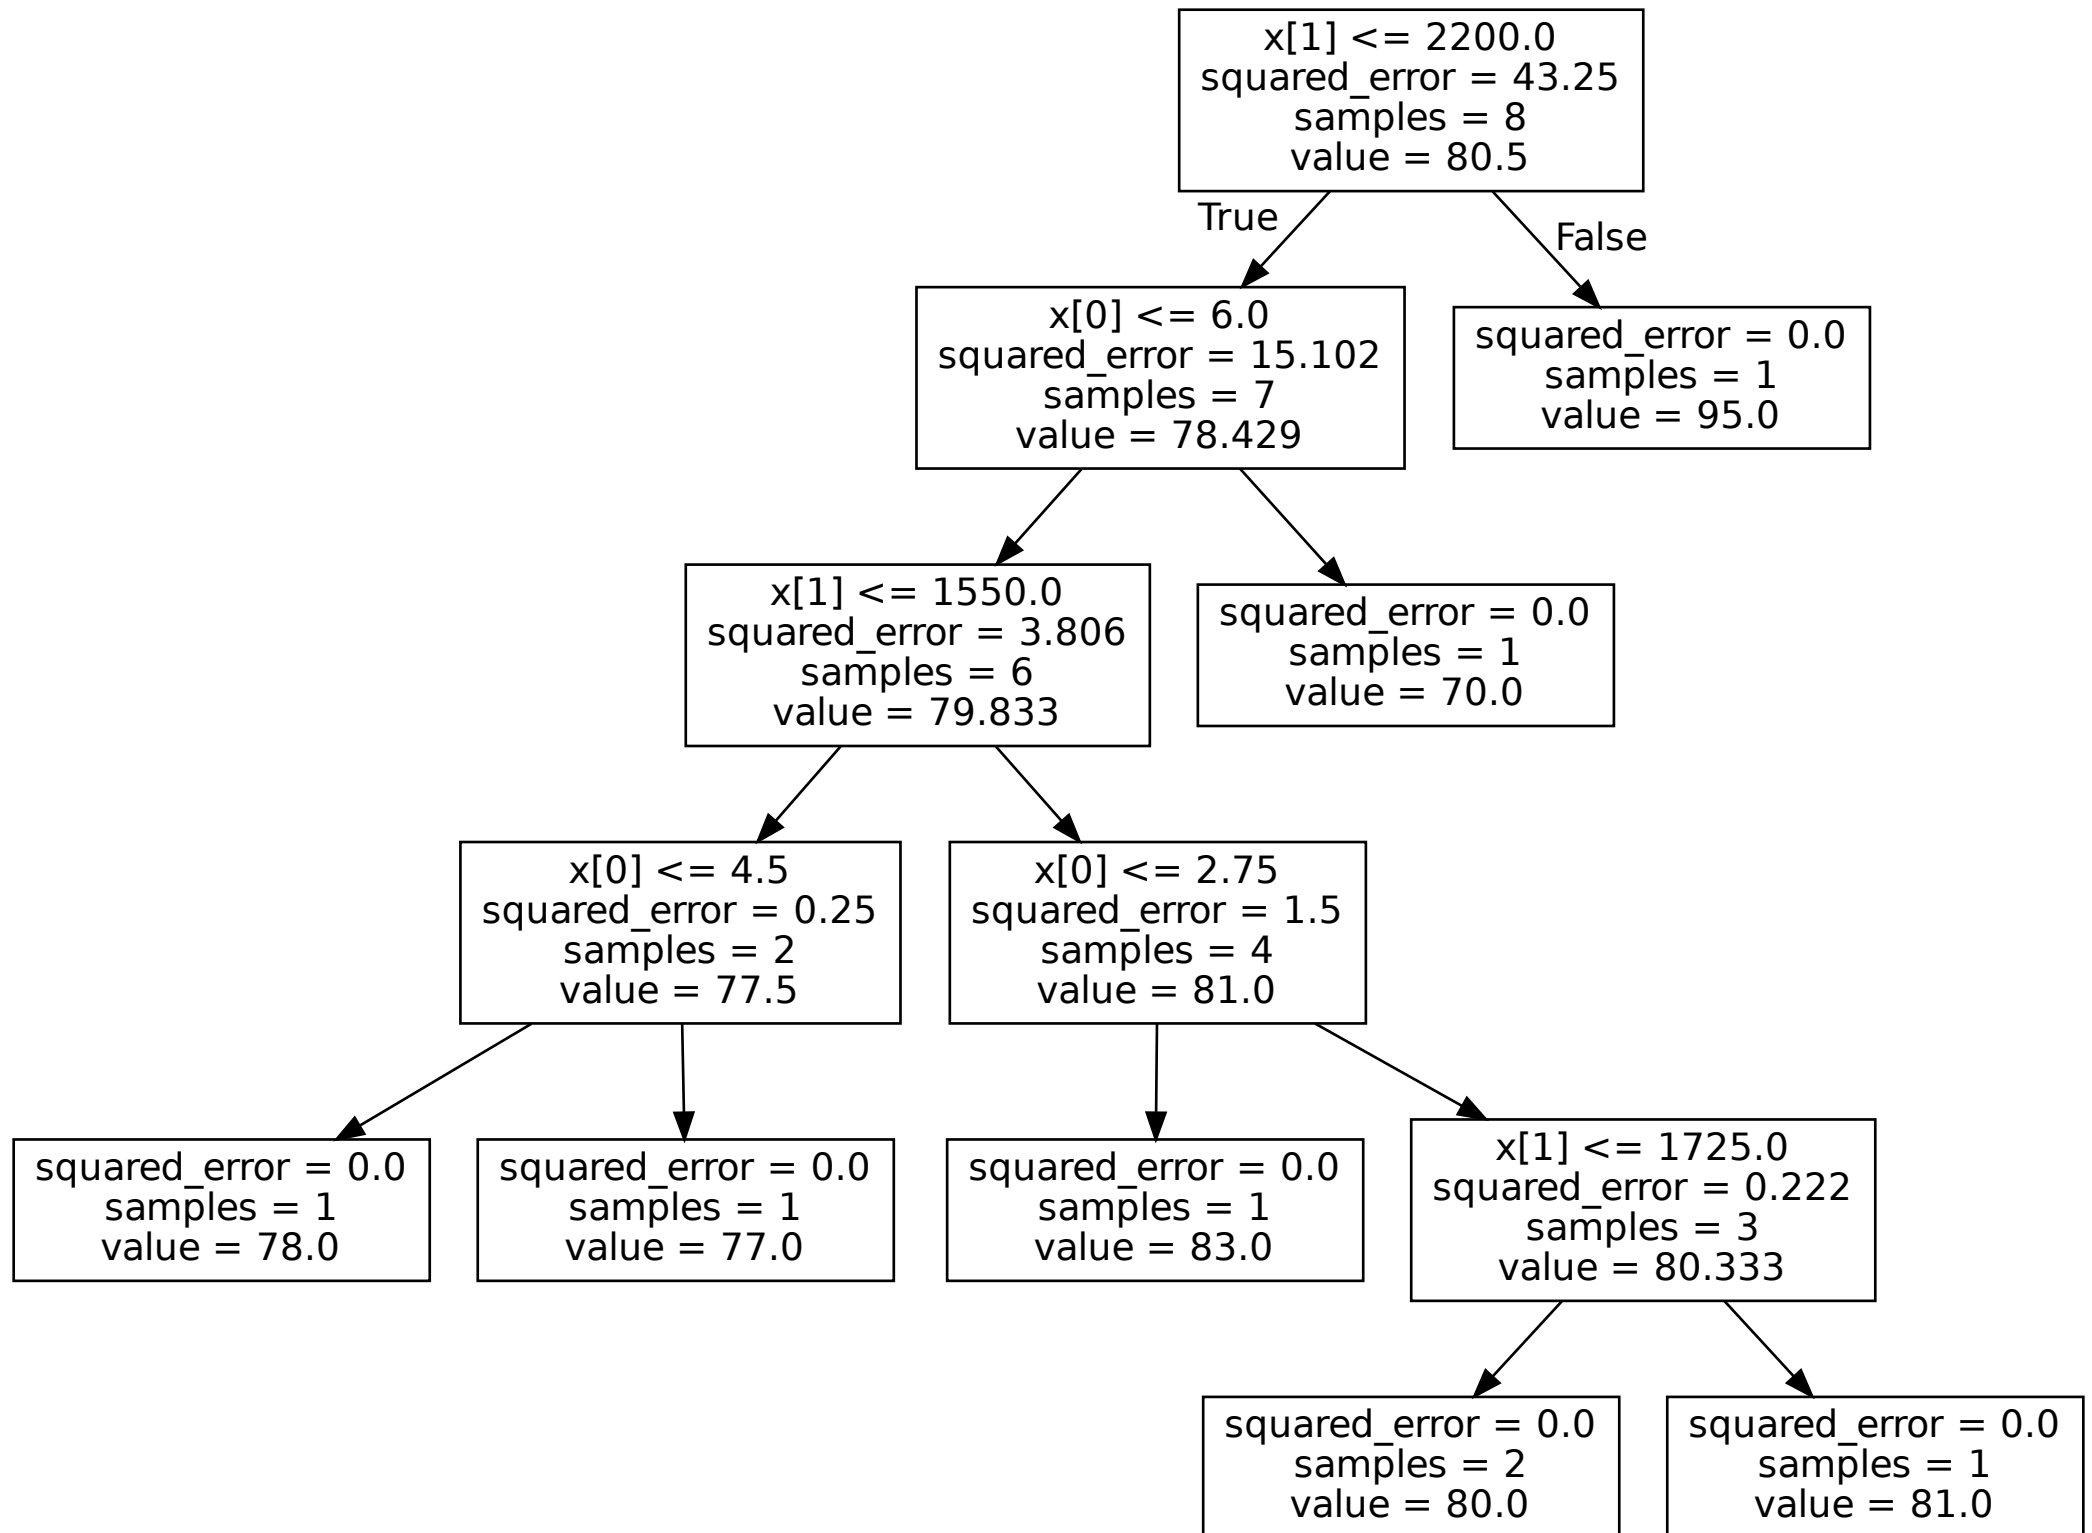 x[1] <= 2200.0
squared_error = 43.25
samples = 8
value = 80.5
True
False
x[0] <= 6.0
squared_error = 15.102
samples = 7
value = 78.429
squared_error = 0.0
samples = 1
value = 95.0
x[1] <= 1550.0
squared_error = 3.806
samples = 6
value = 79.833
squared_error = 0.0
samples = 1
value = 70.0
x[0] <= 4.5
squared_error = 0.25
samples = 2
value = 77.5
x[0] <= 2.75
squared_error = 1.5
samples = 4
value = 81.0
squared_error = 0.0
samples = 1
value = 78.0
squared_error = 0.0
samples = 1
value = 77.0
squared_error = 0.0
samples = 1
value = 83.0
x[1] <= 1725.0
squared_error = 0.222
samples = 3
value = 80.333
squared_error = 0.0
samples = 2
value = 80.0
squared_error = 0.0
samples = 1
value = 81.0